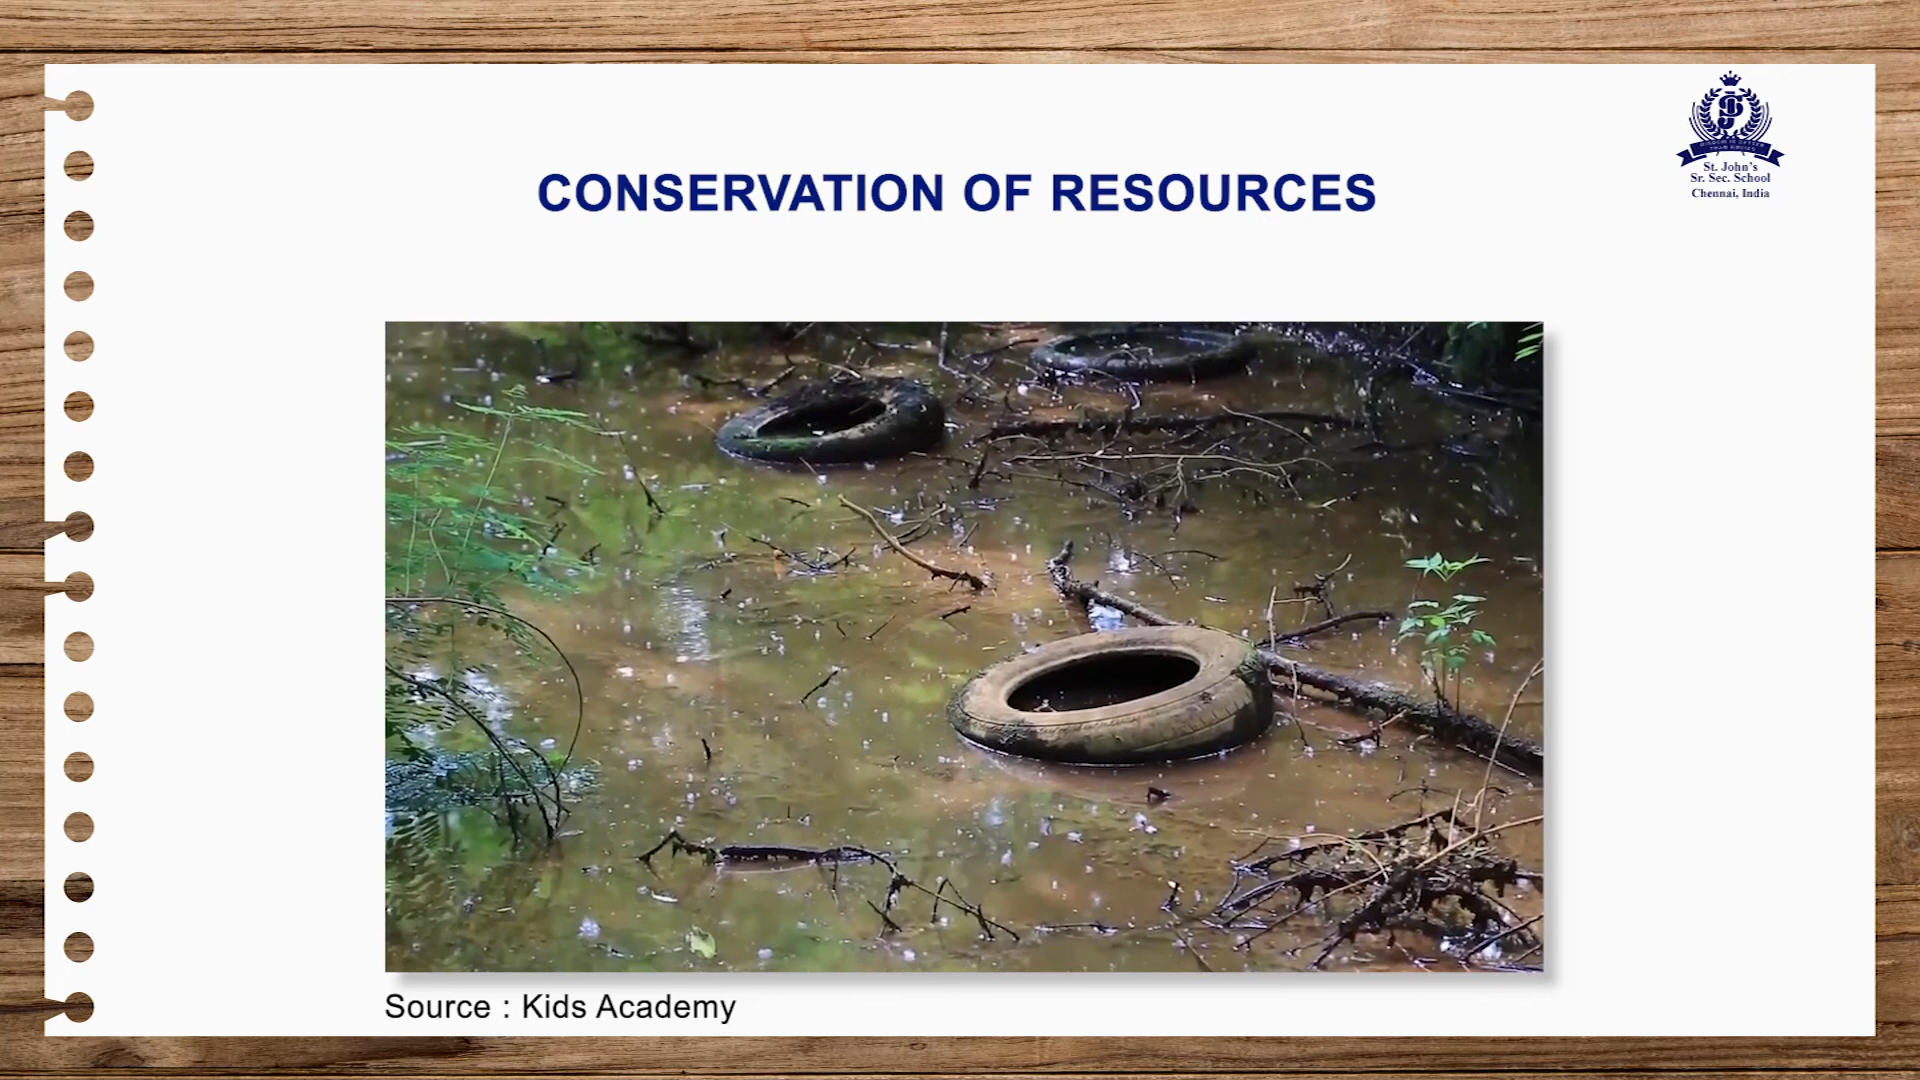 CONSERVATION OF RESOURCES
St. John's
Sr. Sec. School
Chennai, India
Source : Kids Academy